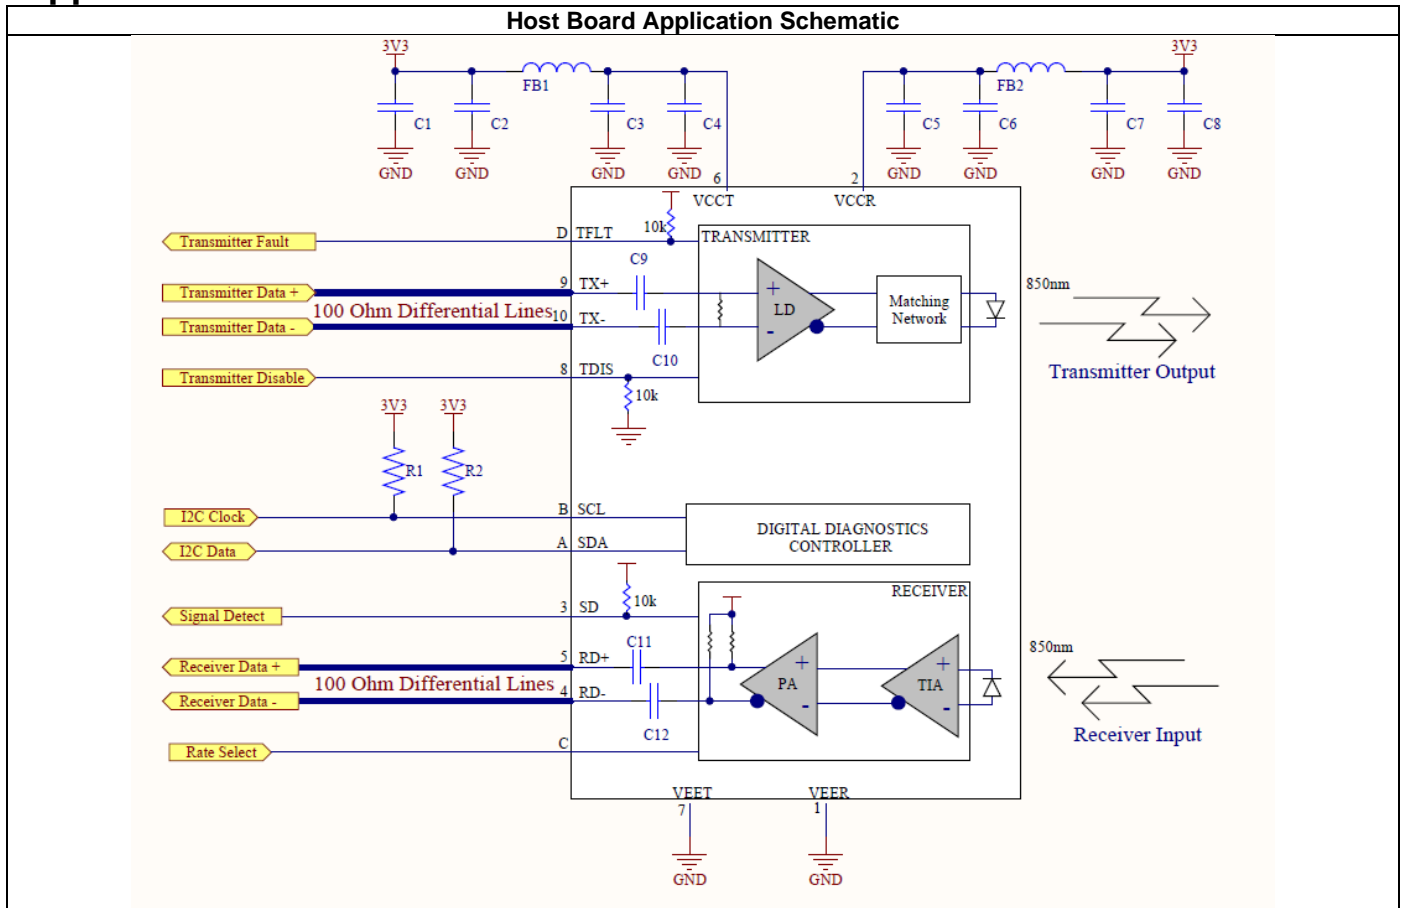 Host Board Application Schematic
3V3
3V3
FB1
FB2
C1
C2
C3
C4
C5
C6
C7
C8
GND
GND
GND
GND
GND
GND
GND
GND
6
2
VCCT
VCCR
Transmitter Fault
D
TFLT
10k
TRANSMITTER
C9
Transmitter Data +
9
TX+
100 Ohm Differential Lines
Transmitter Data -
10
TX-
C10
+
LD
-
Matching
Network
850nm
Transmitter Output
Transmitter Disable
8
TDIS
10k
3V3
3V3
R1
R2
I2C Clock
B
SCL
I2C Data
A
SDA
DIGITAL DIAGNOSTICS
CONTROLLER
RECEIVER
10k
Signal Detect
3
SD
C11
Receiver Data +
5
RD+
100 Ohm Differential Lines
Receiver Data -
4
RD-
C12
+
PA
-
+
TIA
-
850nm
Receiver Input
Rate Select
C
VEET
7
VEER
1
GND
GND